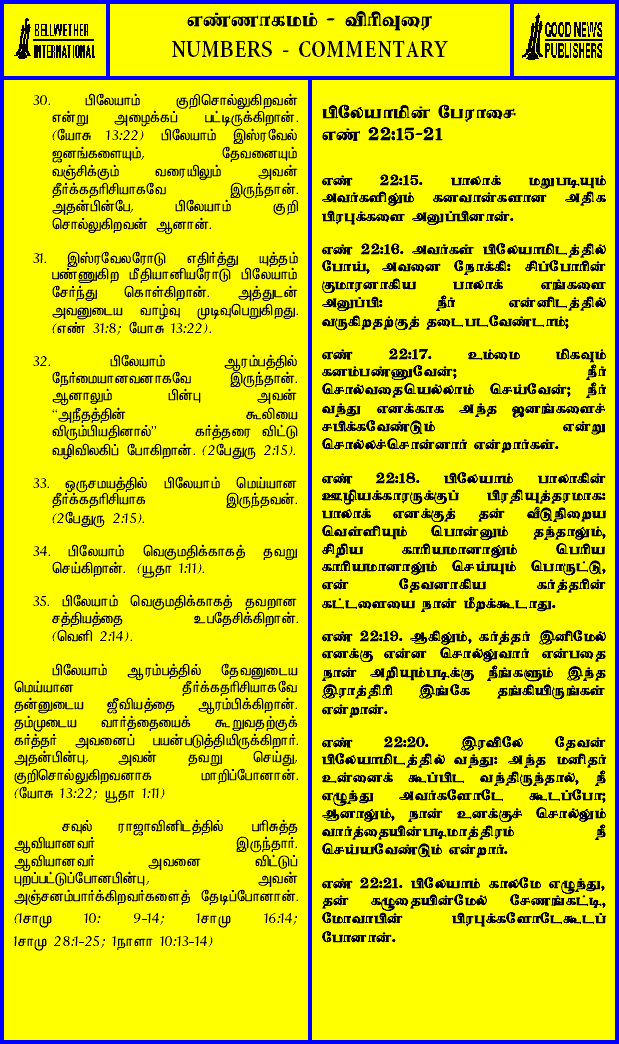 BELLWETHER
INTERNATIONAL
எண்ணாகமம் - விரிவுரை
NUMBERS - COMMENTARY
GOOD NEWS
PUBLISHERS
30. பிலேயாம் குறிசொல்லுகிறவன்
என்று அழைக்கப் பட்டிருக்கிறான்.
(யோசு 13:22) பிலேயாம் இஸ்ரவேல்
ஜனங்களையும், தேவனையும்
வஞ்சிக்கும் வரையிலும் அவன்
தீர்க்கதரிசியாகவே இருந்தான்.
அதன்பின்பே, பிலேயாம் குறி
சொல்லுகிறவன் ஆனான்.
31. இஸ்ரவேலரோடு எதிர்த்து யுத்தம்
பண்ணுகிற மீதியானியரோடு பிலேயாம்
சேர்ந்து கொள்கிறான். அத்துடன்
அவனுடைய வாழ்வு முடிவுபெறுகிறது.
(எண் 31:8; யோசு 13:22).
32. பிலேயாம் ஆரம்பத்தில்
நேர்மையானவனாகவே இருந்தான்.
ஆனாலும் பின்பு அவன்
“அநீதத்தின் கூலியை
விரும்பியதினால்” கர்த்தரை விட்டு
வழிவிலகிப் போகிறான். (2பேதுரு 2:15).
33. ஒருசமயத்தில் பிலேயாம் மெய்யான
தீர்க்கதரிசியாக இருந்தவன்.
(2பேதுரு 2:15).
34. பிலேயாம் வெகுமதிக்காகத் தவறு
செய்கிறான். (யூதா 1:11).
35. பிலேயாம் வெகுமதிக்காகத் தவறான
சத்தியத்தை உபதேசிக்கிறான்.
(வெளி 2:14).
பிலேயாம் ஆரம்பத்தில் தேவனுடைய
மெய்யான தீர்க்கதரிசியாகவே
தன்னுடைய ஜீவியத்தை ஆரம்பிக்கிறான்.
தம்முடைய வார்த்தையைக் கூறுவதற்குக்
கர்த்தர் அவனைப் பயன்படுத்தியிருக்கிறார்.
அதன்பின்பு, அவன் தவறு செய்து,
குறிசொல்லுகிறவனாக மாறிப்போனான்.
(யோசு 13:22; யூதா 1:11)
சவுல் ராஜாவினிடத்தில் பரிசுத்த
ஆவியானவர் இருந்தார்.
ஆவியானவர் அவனை விட்டுப்
புறப்பட்டுப்போனபின்பு, அவன்
அஞ்சனம்பார்க்கிறவர்களைத் தேடிப்போனான்.
(1சாமு 10: 9-14; 1சாமு 16:14;
1சாமு 28:1-25; 1நாளா 10:13-14)
பிலேயாமின் பேராசை
எண் 22:15-21
எண் 22:15. பாலாக் மறுபடியும்
அவர்களிலும் கனவான்களான அதிக
பிரபுக்களை அனுப்பினான்.
எண் 22:16. அவர்கள் பிலேயாமிடத்தில்
போய், அவனை நோக்கி: சிப்போரின்
குமாரனாகிய பாலாக் எங்களை
அனுப்பி: நீர் என்னிடத்தில்
வருகிறதற்குத் தடைபடவேண்டாம்;
எண் 22:17. உம்மை மிகவும்
கனம்பண்ணுவேன்; நீர்
சொல்வதையெல்லாம் செய்வேன்; நீர்
வந்து எனக்காக அந்த ஜனங்களைச்
சபிக்கவேண்டும் என்று
சொல்லச்சொன்னார் என்றார்கள்.
எண் 22:18. பிலேயாம் பாலாகின்
ஊழியக்காரருக்குப் பிரதியுத்தரமாக:
பாலாக் எனக்குத் தன் வீடுநிறைய
வெள்ளியும் பொன்னும் தந்தாலும்,
சிறிய காரியமானாலும் பெரிய
காரியமானாலும் செய்யும் பொருட்டு,
என் தேவனாகிய கர்த்தரின்
கட்டளையை நான் மீறக்கூடாது.
எண் 22:19. ஆகிலும், கர்த்தர் இனிமேல்
எனக்கு என்ன சொல்லுவார் என்பதை
நான் அறியும்படிக்கு நீங்களும் இந்த
இராத்திரி இங்கே தங்கியிருங்கள்
என்றான்.
எண் 22:20. இரவிலே தேவன்
பிலேயாமிடத்தில் வந்து: அந்த மனிதர்
உன்னைக் கூப்பிட வந்திருந்தால், நீ
எழுந்து அவர்களோடே கூடப்போ;
ஆனாலும், நான் உனக்குச் சொல்லும்
வார்த்தையின்படிமாத்திரம் நீ
செய்யவேண்டும் என்றார்.
எண் 22:21. பிலேயாம் காலமே எழுந்து,
தன் கழுதையின்மேல் சேணங்கட்டி,
மோவாபின் பிரபுக்களோடேகூடப்
போனான்.